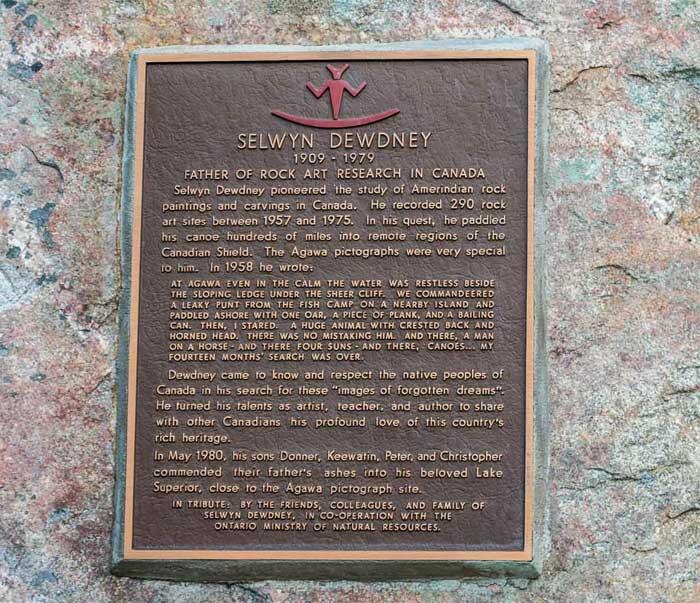 SELWYN DEWDNEY
1909 - 1979
FATHER OF ROCK ART RESEARCH IN CANADA
Selwyn Dewdney pioneered the study of Amerindian rock
paintings and carvings in Canada. He recorded 290 rock
art sites between 1957 and 1975. In his quest, he paddled
his canoe hundreds of miles into remote regions of the
Canadian Shield. The Agawa pictographs were very special
to him. In 1958 he wrote:
AT AGAWA EVEN IN THE CALM THE WATER WAS RESTLESS BESIDE
THE SLOPING LEDGE UNDER THE SHEER CLIFF. WE COMMANDEERED
A LEAKY PUNT FROM THE FISH CAMP ON A NEARBY ISLAND AND
PADDLED ASHORE WITH ONE OAR, A PIECE OF PLANK, AND A BAILING
CAN. THEN, I STARED. A HUGE ANIMAL WITH CRESTED BACK AND
HORNED HEAD. THERE WAS NO MISTAKING HIM. AND THERE, A MAN
ON A HORSE - AND THERE FOUR SUNS - AND THERE, CANOES... MY
FOURTEEN MONTHS' SEARCH WAS OVER.
Dewdney came to know and respect the native peoples of
Canada in his search for these "images of forgotten dreams".
He turned his talents as artist, teacher, and author to share
with other Canadians his profound love of this country's
rich heritage.
In May 1980, his sons Donner, Keewatin, Peter, and Christopher
commended their father's ashes into his beloved Lake
Superior, close to the Agawa pictograph site.
IN TRIBUTE: BY THE FRIENDS, COLLEAGUES, AND FAMILY OF
SELWYN DEWDNEY, IN CO-OPERATION WITH THE
ONTARIO MINISTRY OF NATURAL RESOURCES.